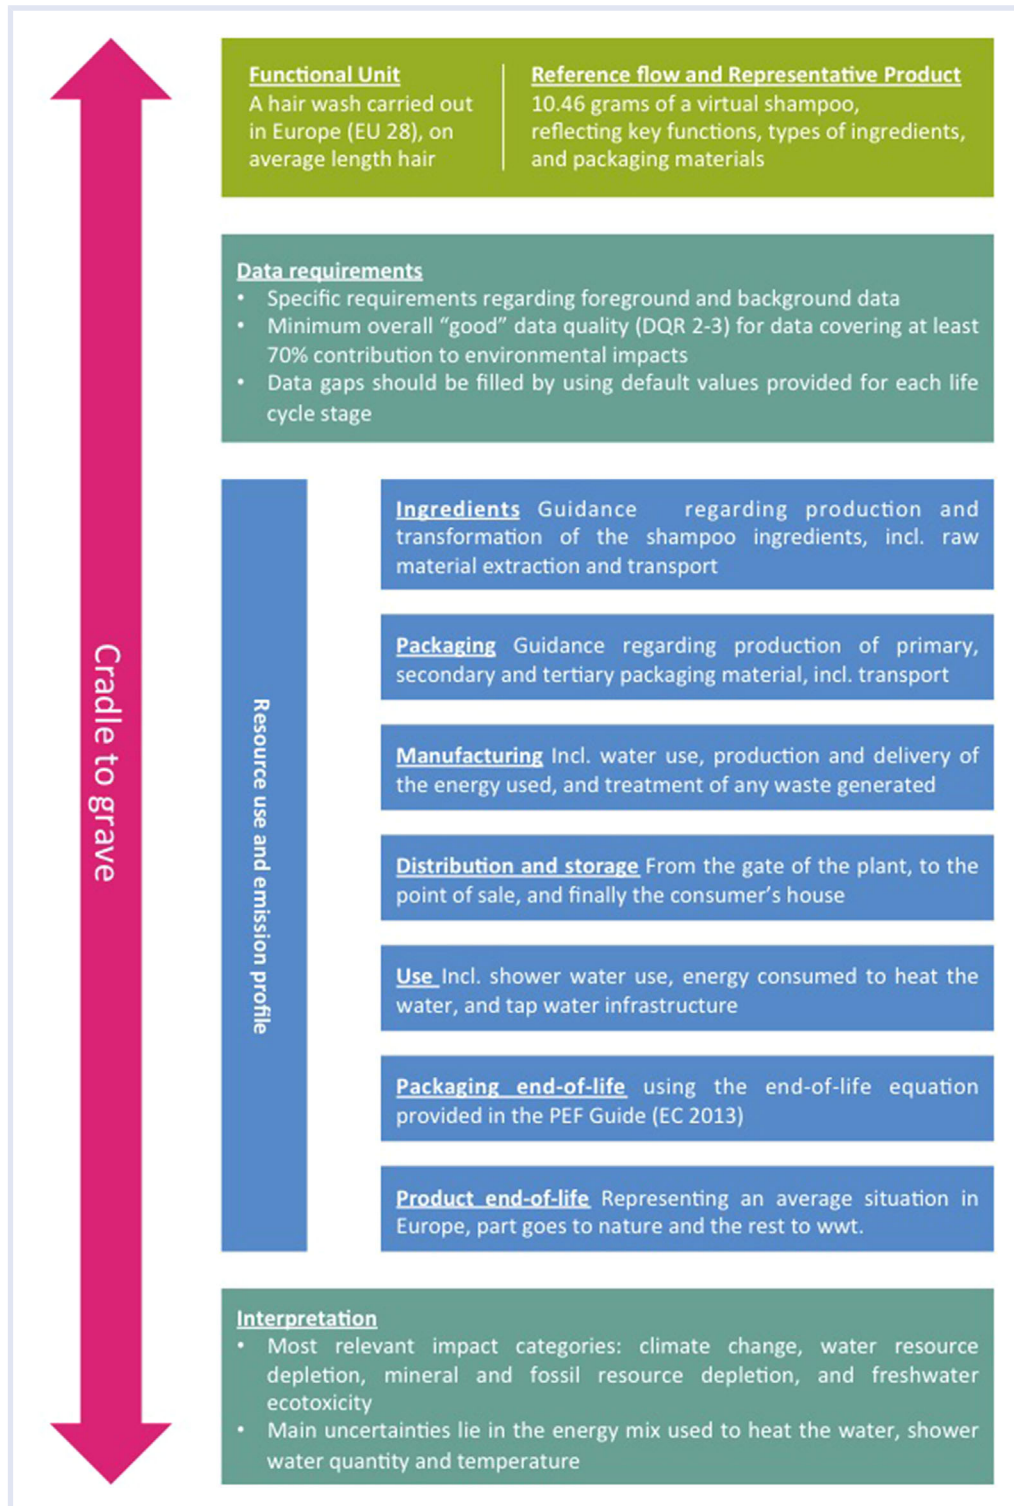 Functional Unit
A hair wash carried out
in Europe (EU 28), on
average length hair
Reference flow and Representative Product
10.46 grams of a virtual shampoo,
reflecting key functions, types of ingredients,
and packaging materials
Data requirements
• Specific requirements regarding foreground and background data
• Minimum overall “good” data quality (DQR 2-3) for data covering at least
70% contribution to environmental impacts
• Data gaps should be filled by using default values provided for each life
cycle stage
Cradle to grave
Resource use and emission profile
Ingredients Guidance regarding production and
transformation of the shampoo ingredients, incl. raw
material extraction and transport
Packaging Guidance regarding production of primary,
secondary and tertiary packaging material, incl. transport
Manufacturing Incl. water use, production and delivery of
the energy used, and treatment of any waste generated
Distribution and storage From the gate of the plant, to the
point of sale, and finally the consumer’s house
Use Incl. shower water use, energy consumed to heat the
water, and tap water infrastructure
Packaging end-of-life using the end-of-life equation
provided in the PEF Guide (EC 2013)
Product end-of-life Representing an average situation in
Europe, part goes to nature and the rest to wwt.
Interpretation
• Most relevant impact categories: climate change, water resource
depletion, mineral and fossil resource depletion, and freshwater
ecotoxicity
• Main uncertainties lie in the energy mix used to heat the water, shower
water quantity and temperature